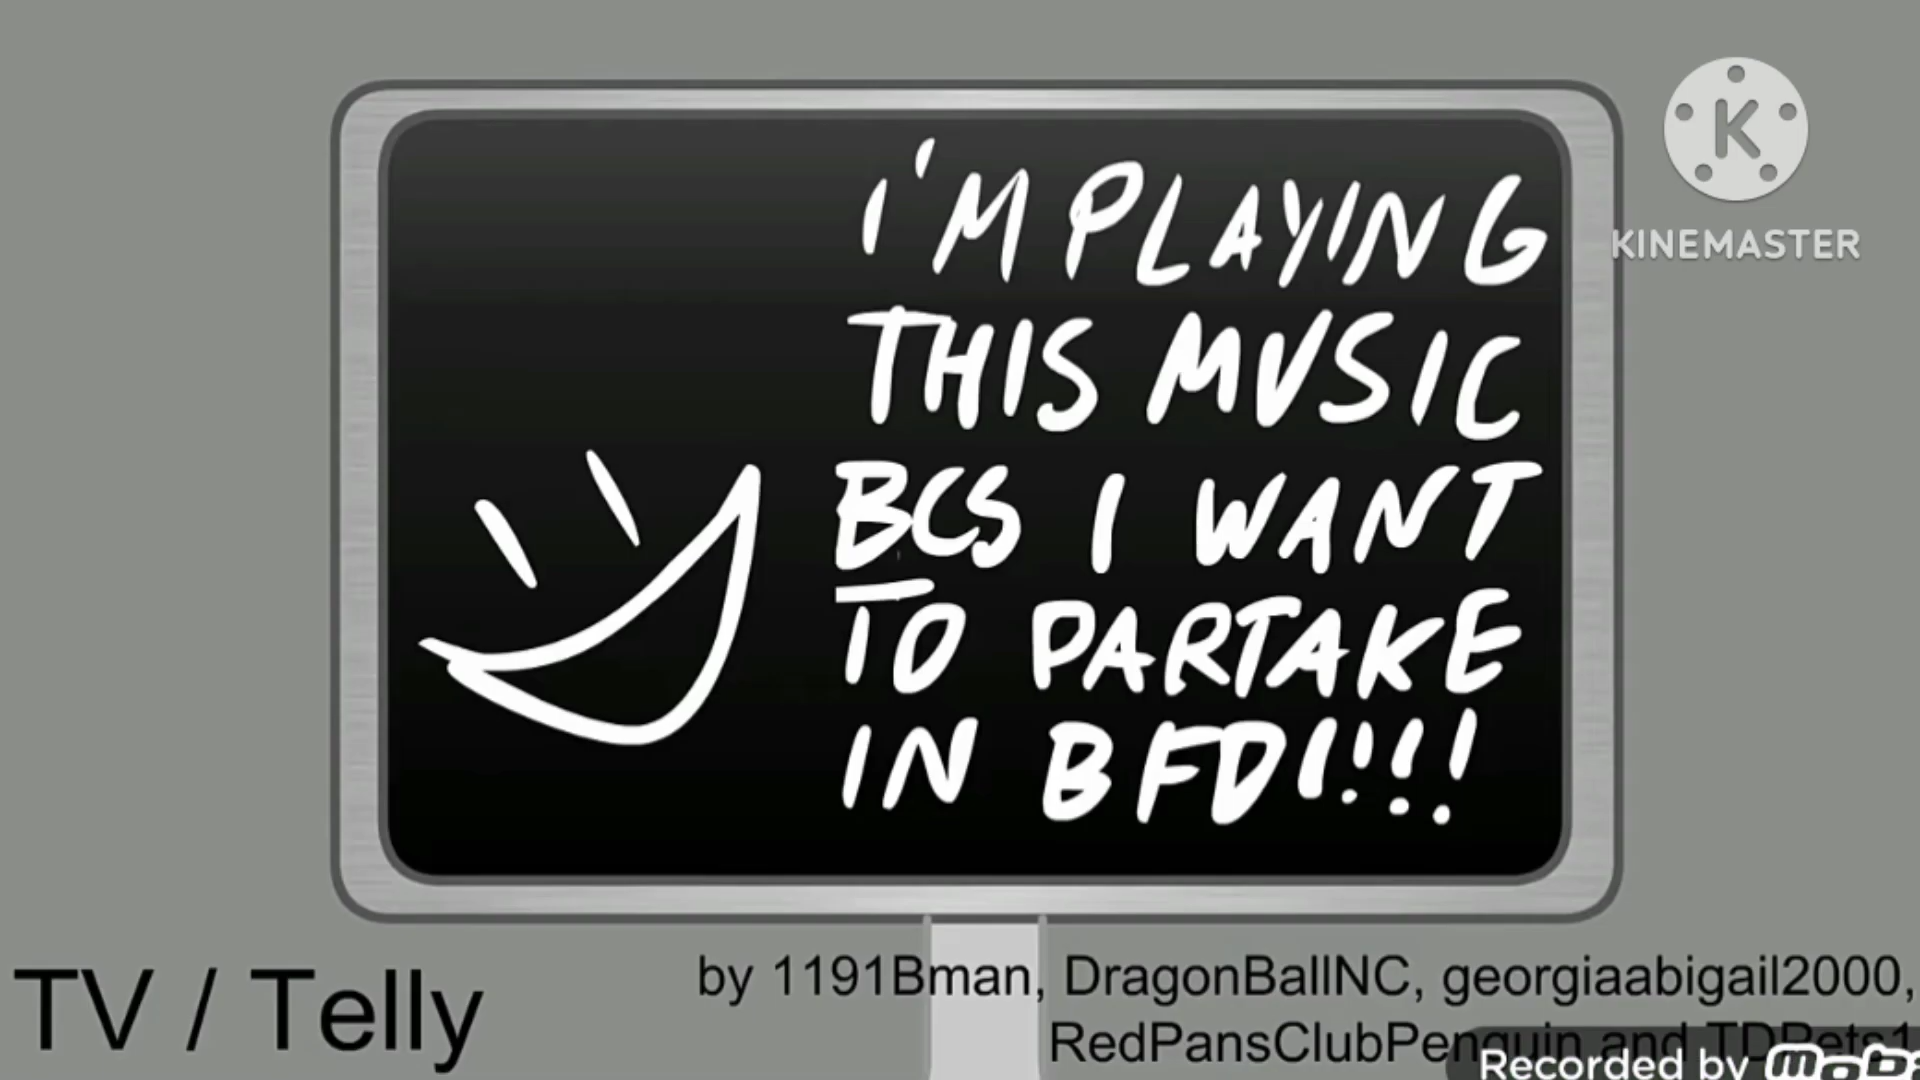 I'M PLAYING
THIS MUSIC
BCS I WANT
TO PARTAKE
IN BFDI!!!
K
KINEMASTER
TV / Telly
by 1191Bman, DragonBallNC, georgiaabigail2000,
RedPansClubPenguin and TDPets1
Recorded by